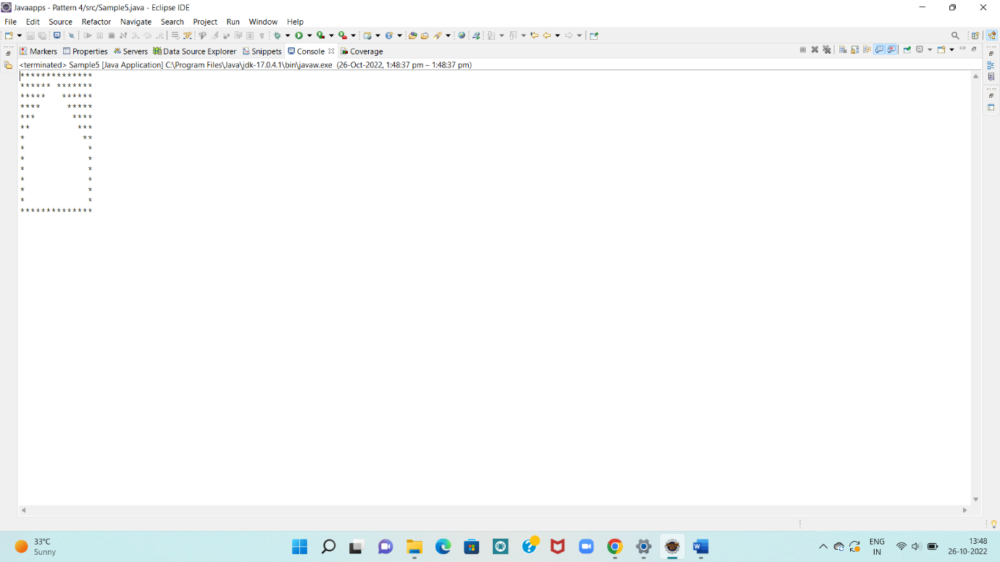 Javaapps - Pattern 4/src/Sample5.java - Eclipse IDE
File Edit Source Refactor Navigate Search Project Run Window Help
Markers Properties Servers Data Source Explorer Snippets Console Coverage
<terminated> Sample5 [Java Application] C:\Program Files\Java\jdk-17.0.4.1\bin\javaw.exe (26-Oct-2022, 1:48:37 pm – 1:48:37 pm)
**************
****** *******
*****   ******
****     *****
***       ****
**         ***
*           **
*            *
*            *
*            *
*            *
*            *
*            *
**************
33°C
Sunny
ENG
IN
13:48
26-10-2022